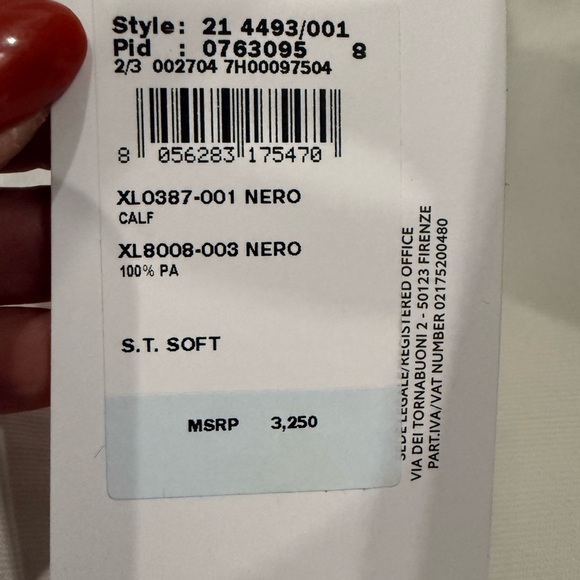 Style: 21 4493/001
Pid : 0763095 8
2/3 002704 7H00097504
8 056283 175470
XL0387-001 NERO
CALF
XL8008-003 NERO
100% PA
S.T. SOFT
MSRP 3,250
SEDE LEGALE/REGISTERED OFFICE
VIA DEI TORNABUONI 2 - 50123 FIRENZE
PART.IVA/VAT NUMBER 02175200480